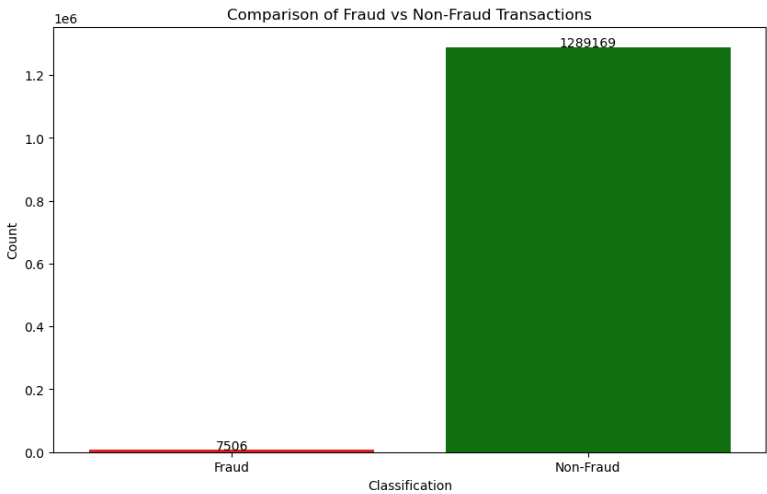 Comparison of Fraud vs Non-Fraud Transactions
1e6
1289169
1.2
1.0
0.8
0.6
0.4
0.2
0.0
Count
7506
Fraud
Non-Fraud
Classification